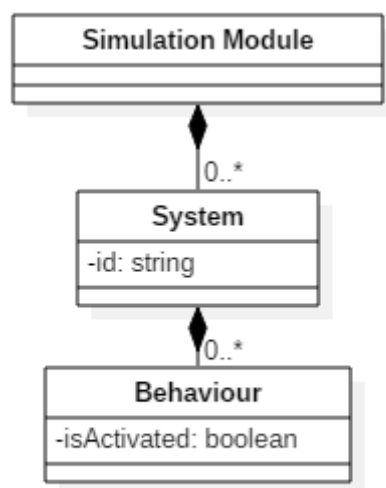 Simulation Module
0..*
System
-id: string
0..*
Behaviour
-isActivated: boolean